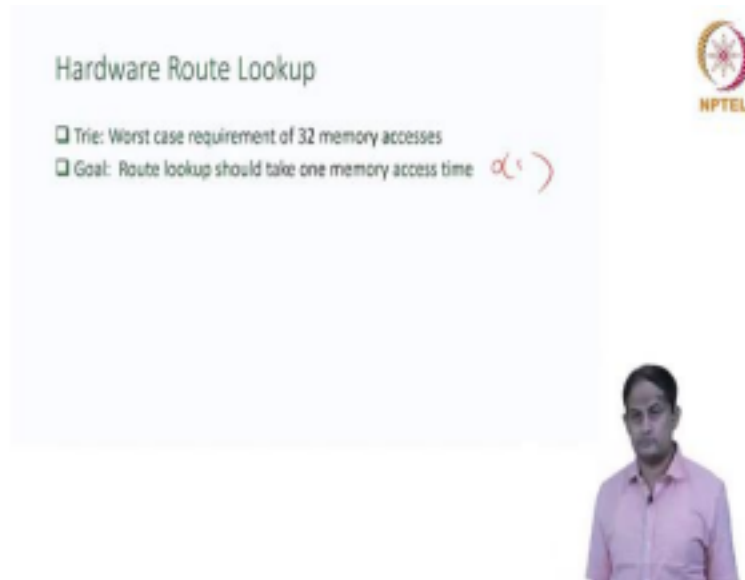 Hardware Route Lookup
NPTEL
❑ Trie: Worst case requirement of 32 memory accesses
❑ Goal: Route lookup should take one memory access time O(1)